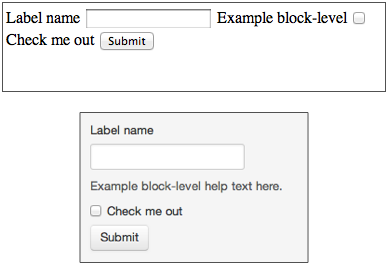 Label name Example block-level
Check me out Submit
Label name
Example block-level help text here.
Check me out
Submit